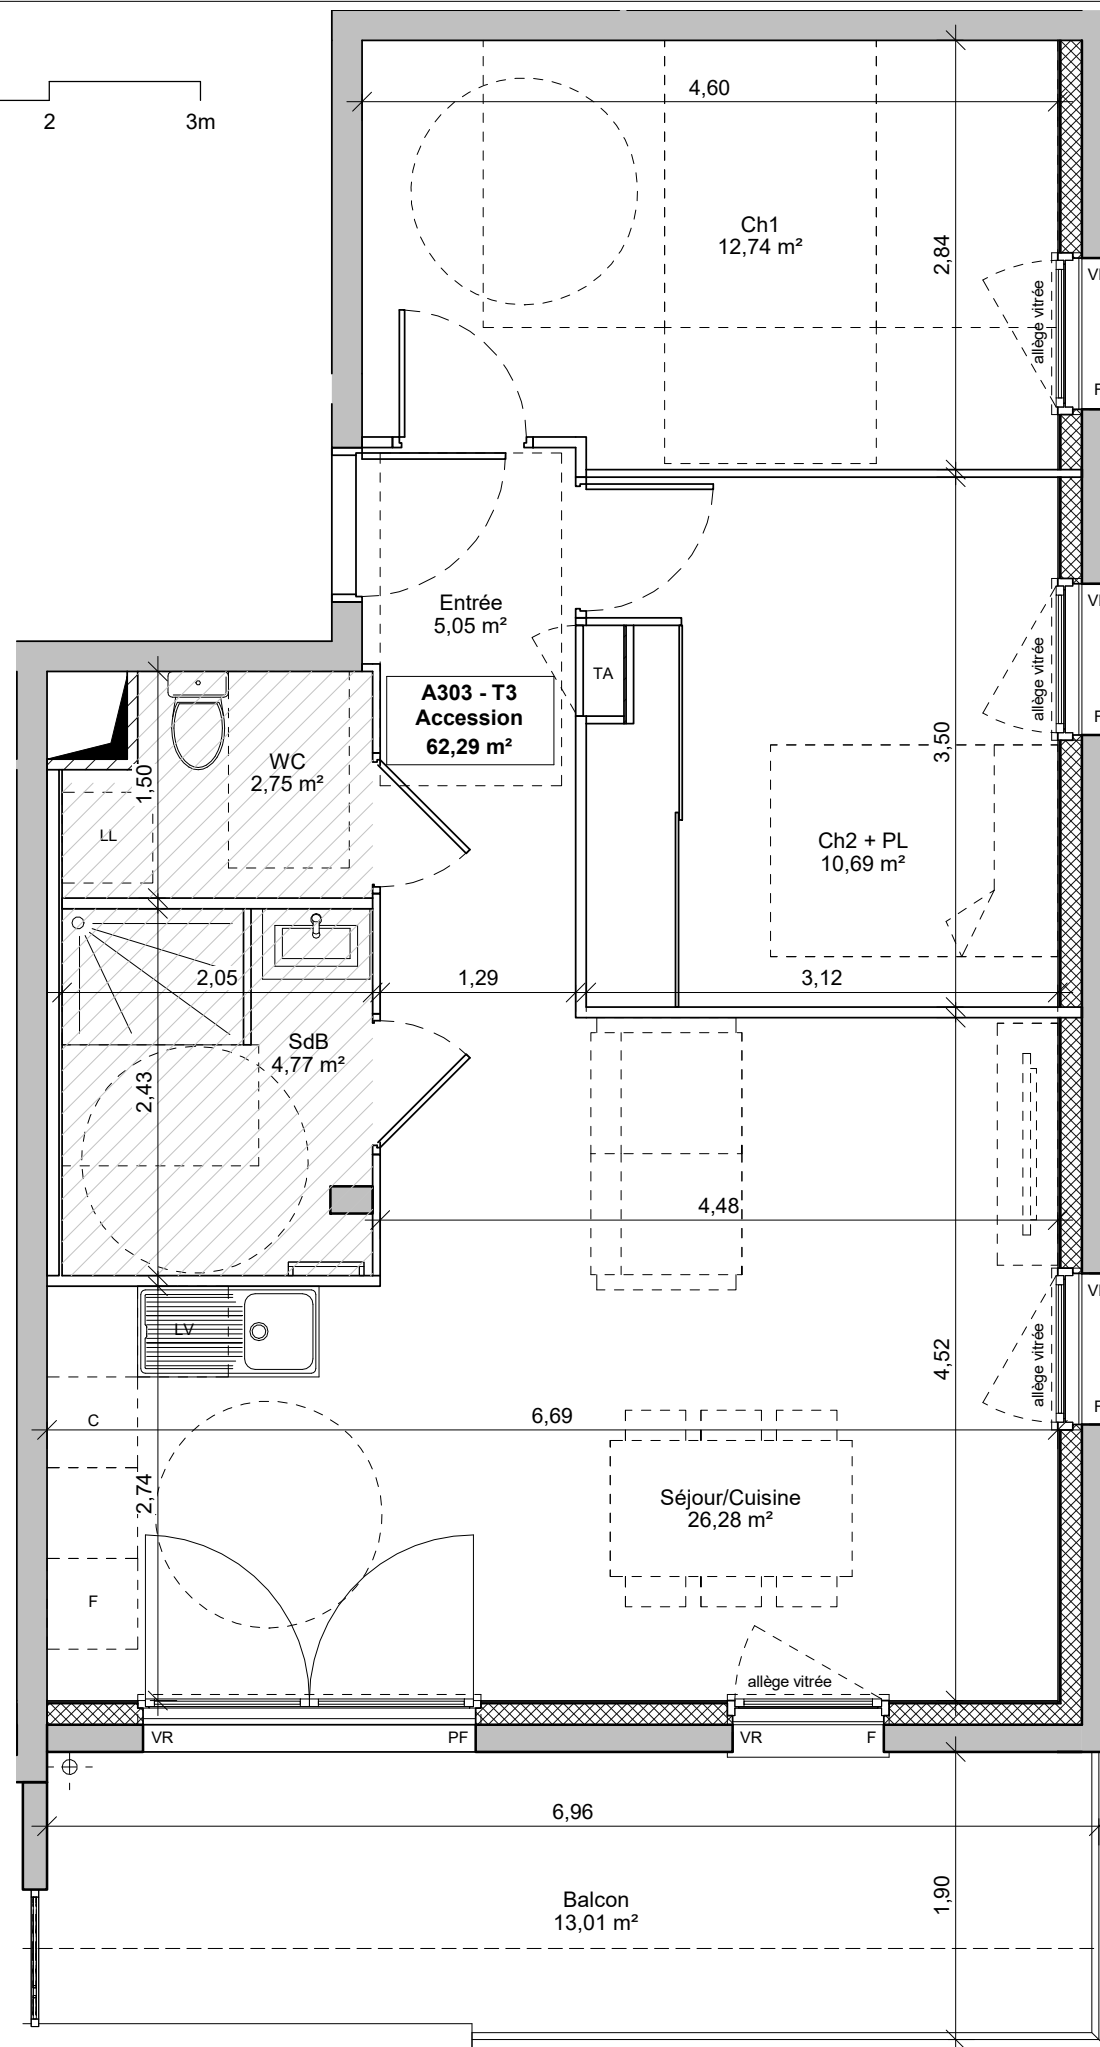 2
3m
4,60
Ch1
12,74 m²
2,84
allège vitrée
Entrée
5,05 m²
TA
A303 - T3
Accession
62,29 m²
allège vitrée
3,50
WC
2,75 m²
1,50
LL
Ch2 + PL
10,69 m²
2,05
1,29
3,12
SdB
4,77 m²
2,43
4,48
LV
allège vitrée
4,52
C
6,69
2,74
Séjour/Cuisine
26,28 m²
F
allège vitrée
VR
PF
VR
F
6,96
Balcon
13,01 m²
1,90